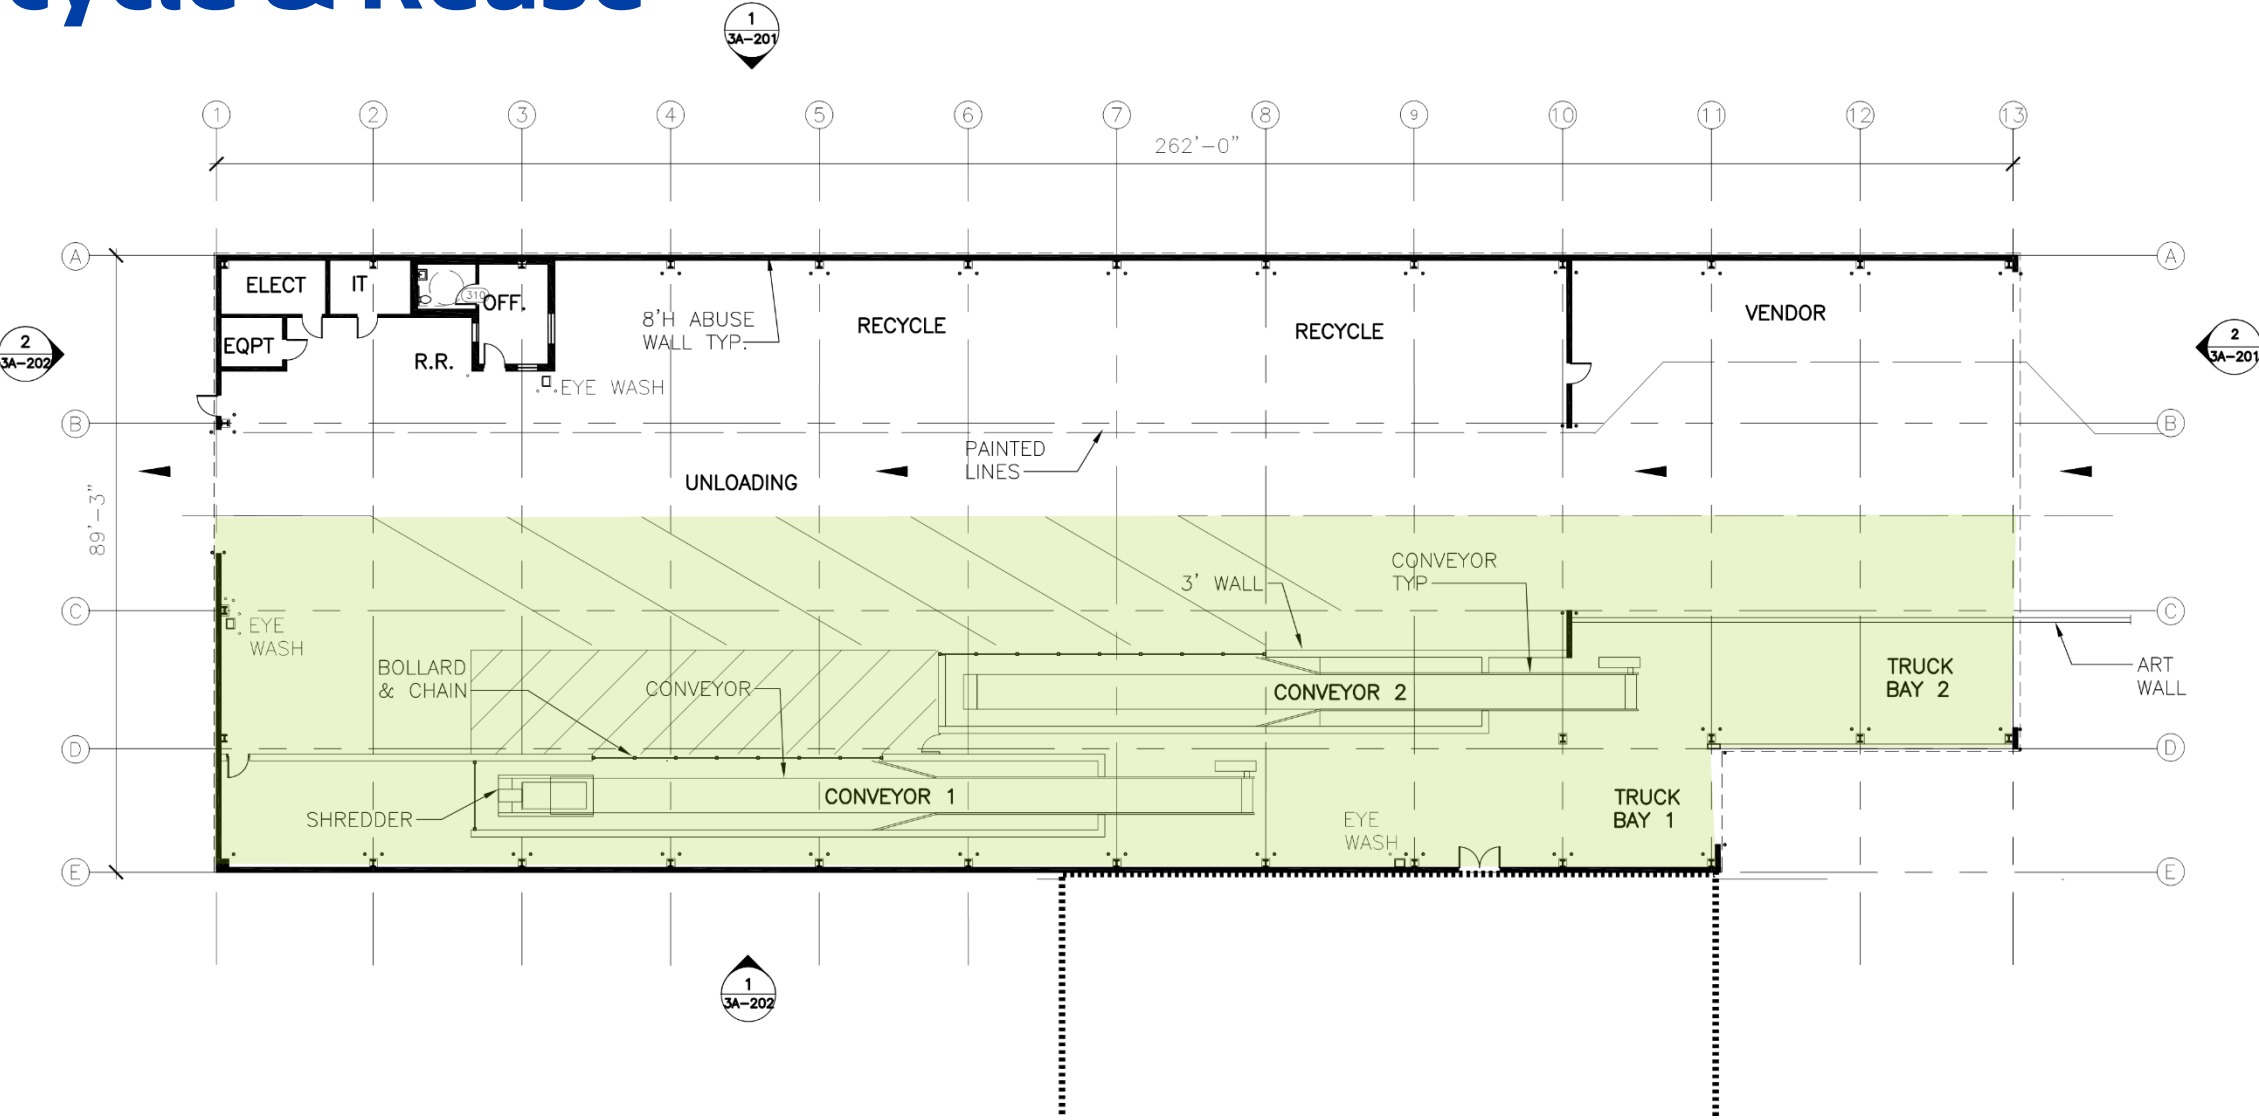 cycle & Reuse
1
3A-201
1 2 3 4 5 6 7 8 9 10 11 12 13
262'-0"
A A
ELECT IT
310
OFF.
EQPT
R.R.
EYE WASH
8'H ABUSE
WALL TYP.
RECYCLE
RECYCLE
VENDOR
2
3A-202
2
3A-201
B B
PAINTED
LINES
UNLOADING
89'-3"
CONVEYOR
TYP
3' WALL
C C
EYE
WASH
BOLLARD
& CHAIN
CONVEYOR
CONVEYOR 2
TRUCK
BAY 2
ART
WALL
D D
SHREDDER
CONVEYOR 1
TRUCK
BAY 1
EYE
WASH
E E
1
3A-202